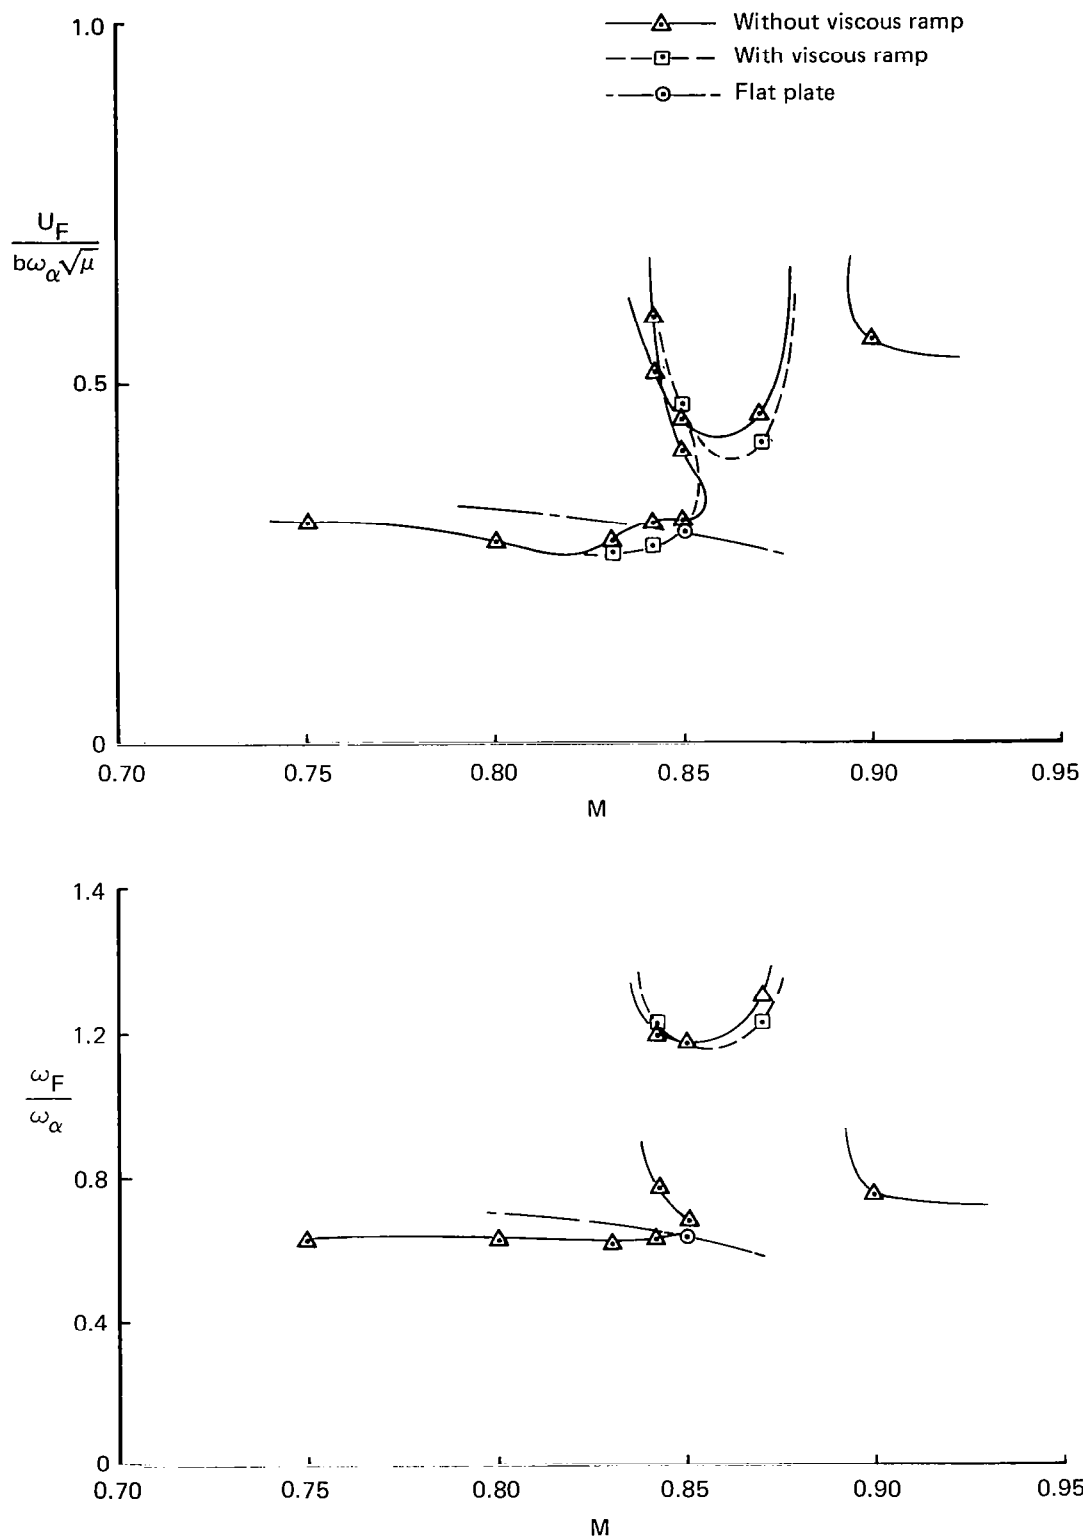 1.0
Without viscous ramp
With viscous ramp
Flat plate
U_F
bω_α√μ
0.5
0
0.70 0.75 0.80 0.85 0.90 0.95
M
1.4
1.2
ω_F
ω_α
0.8
0.4
0
0.70 0.75 0.80 0.85 0.90 0.95
M